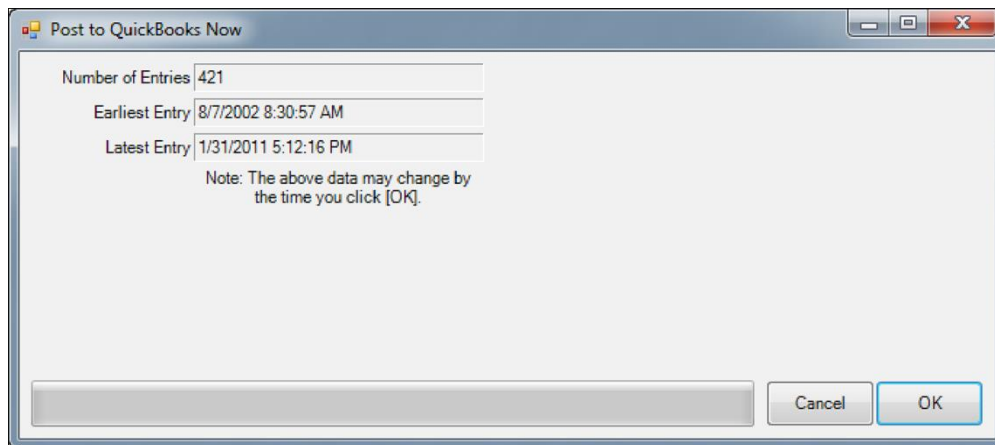 Post to QuickBooks Now
Number of Entries 421
Earliest Entry 8/7/2002 8:30:57 AM
Latest Entry 1/31/2011 5:12:16 PM
Note: The above data may change by
the time you click [OK].
Cancel OK